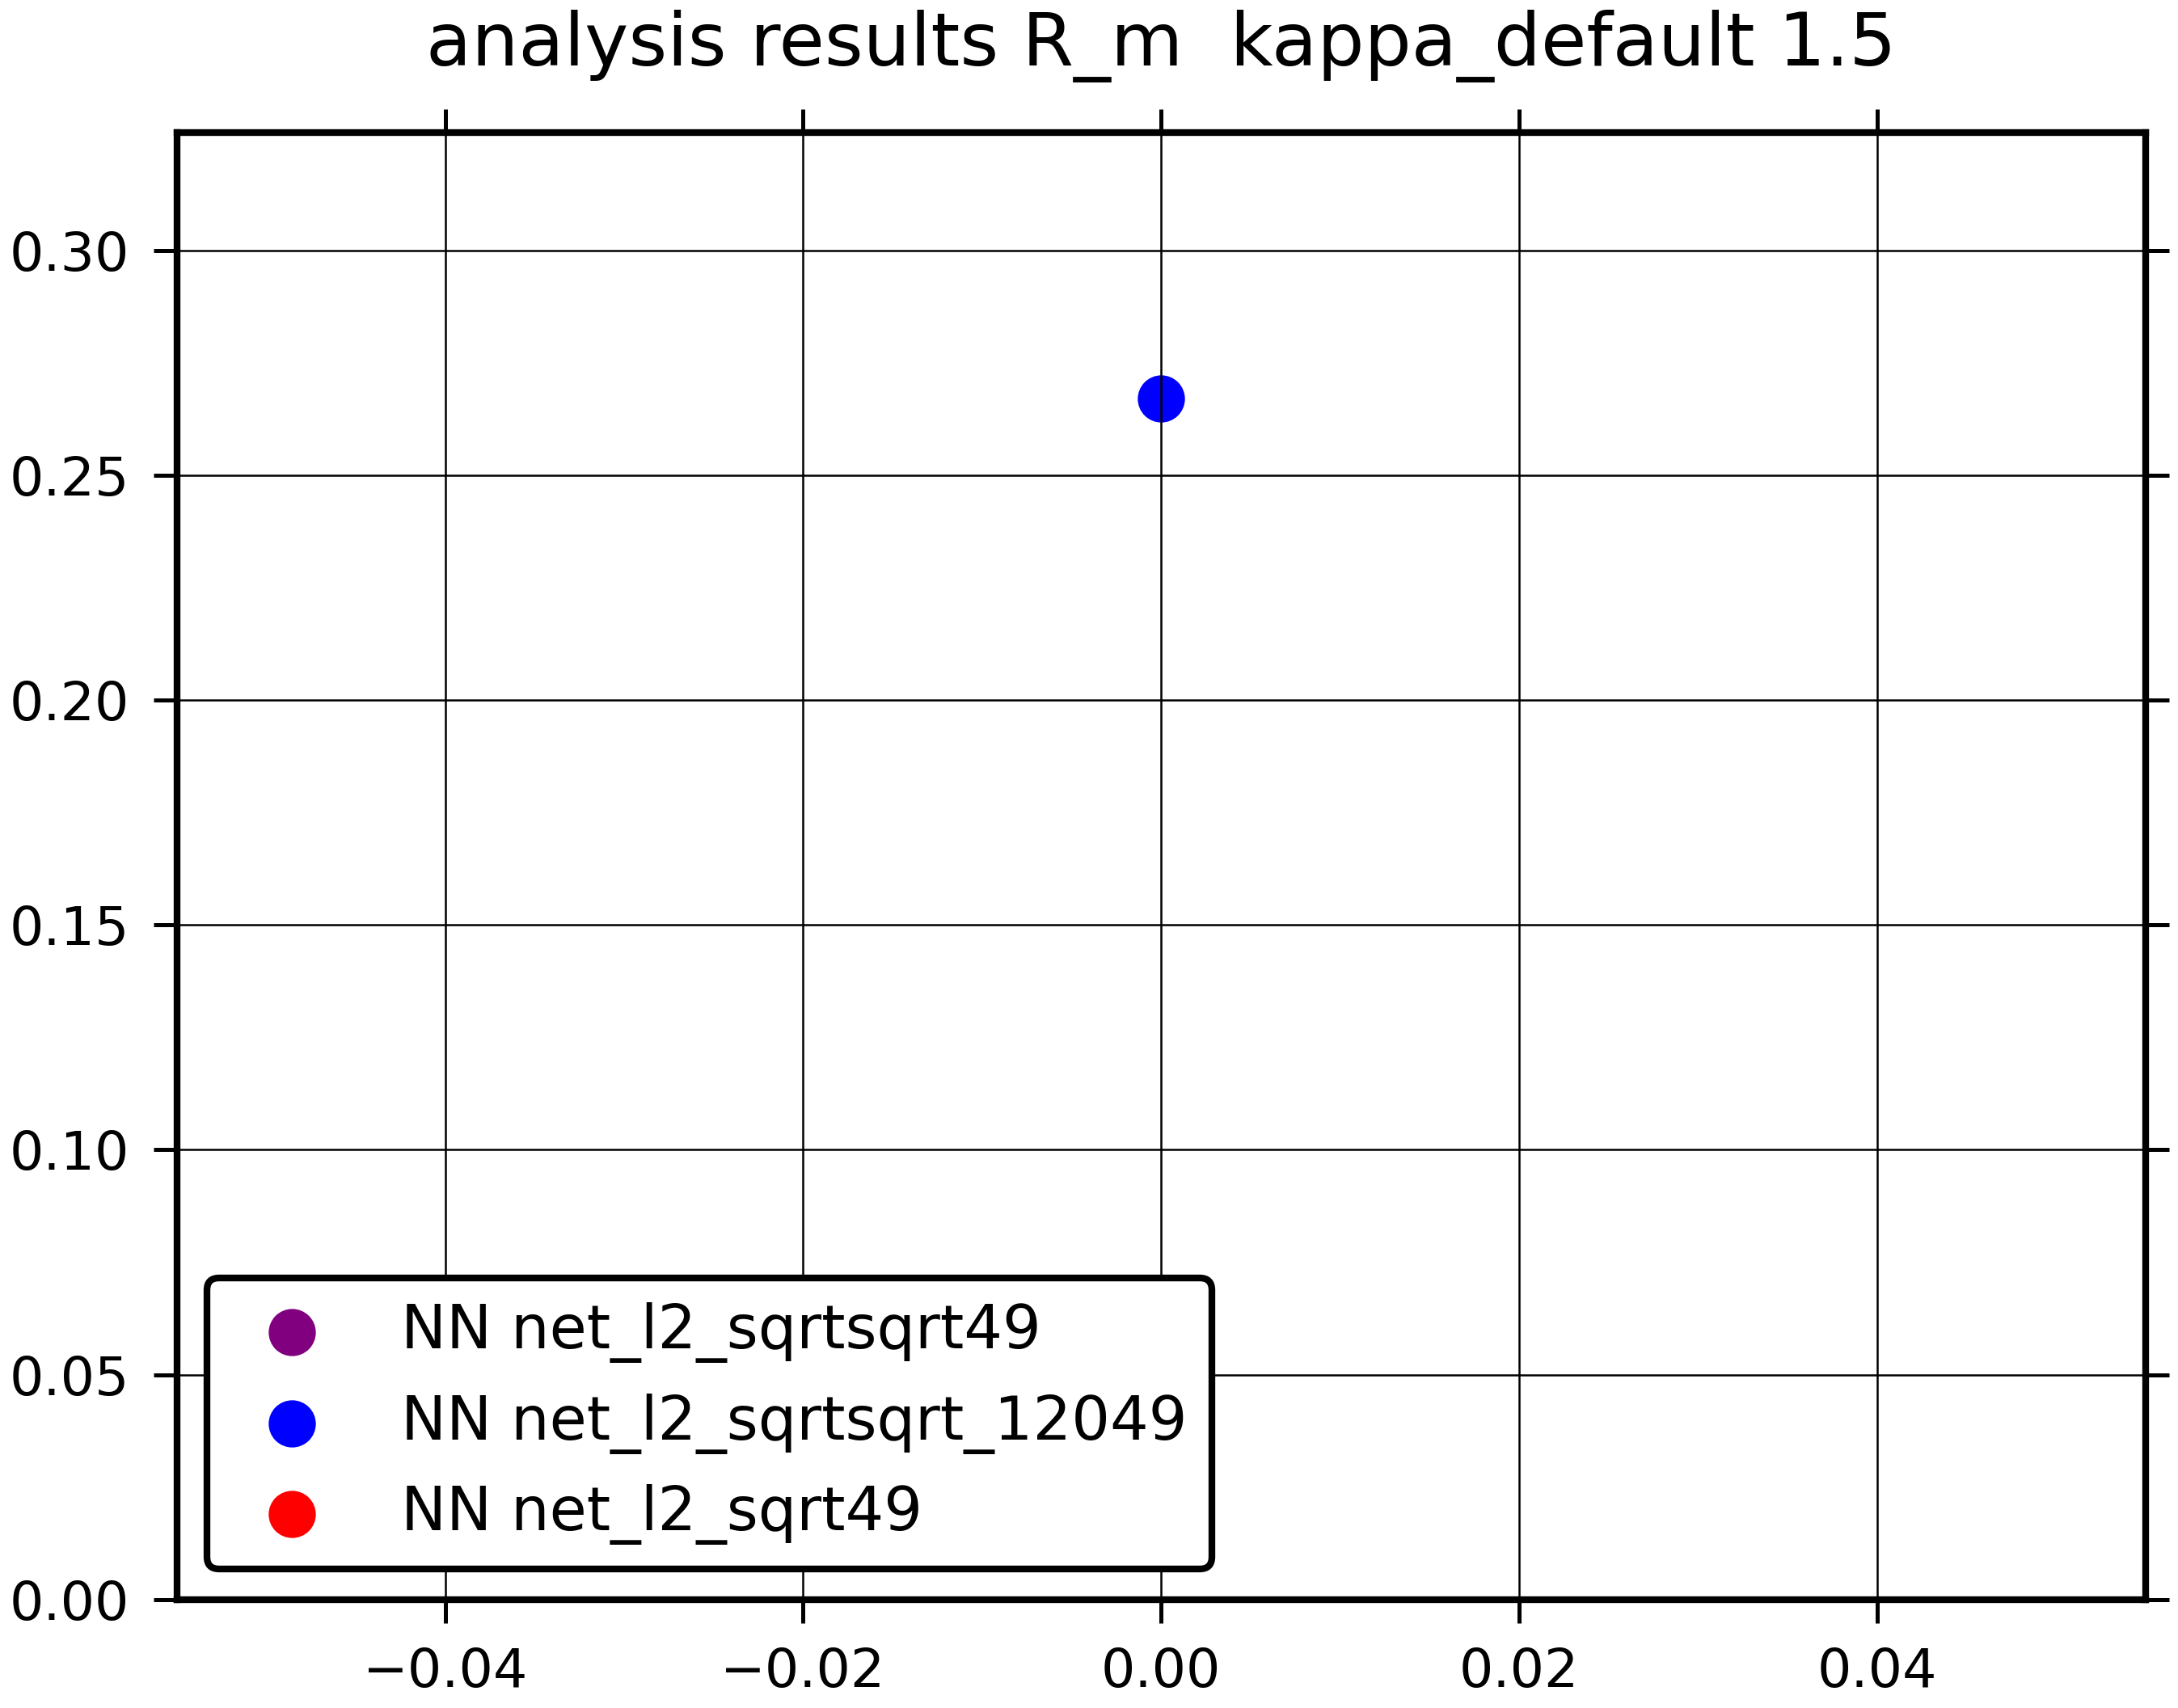 analysis results R_m  kappa_default 1.5
0.30
0.25
0.20
0.15
0.10
0.05
0.00
NN net_l2_sqrtsqrt49
NN net_l2_sqrtsqrt_12049
NN net_l2_sqrt49
−0.04 −0.02 0.00 0.02 0.04